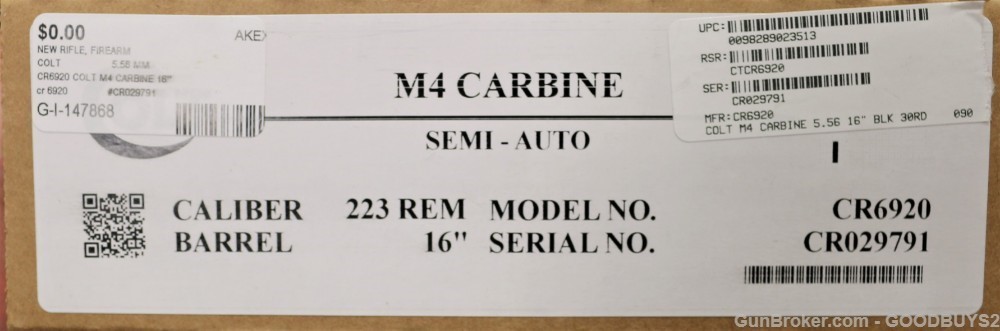 $0.00
AKEX
NEW RIFLE, FIREARM
COLT 5.56 MM
CR6920 COLT M4 CARBINE 16"
cr 6920 #CR029791
G-I-147868
UPC:
0098289023513
RSR:
CTCR6920
SER:
CR029791
MFR:CR6920
COLT M4 CARBINE 5.56 16" BLK 30RD 090
M4 CARBINE
SEMI - AUTO
I
CALIBER 223 REM MODEL NO. CR6920
BARREL 16" SERIAL NO. CR029791
© GunBroker.com - GOODBUYS2